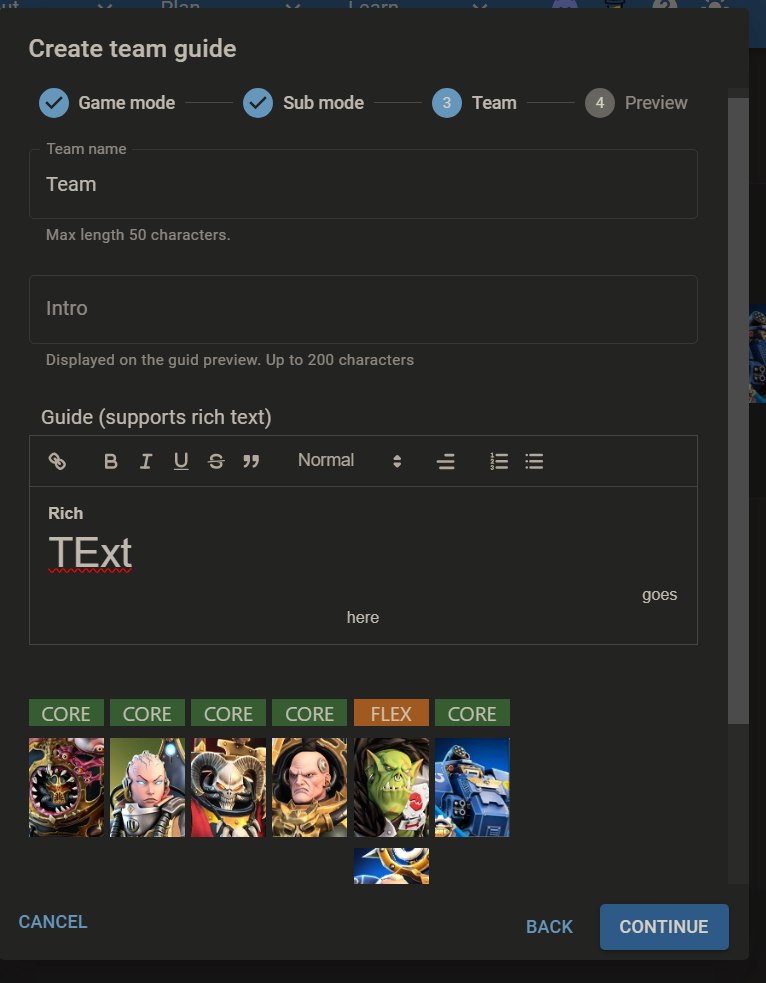 Plan
Learn
Create team guide
Game mode
Sub mode
3 Team
4 Preview
Team name
Team
Max length 50 characters.
Intro
Displayed on the guid preview. Up to 200 characters
Guide (supports rich text)
B I U S Normal
Rich
TExt
goes
here
CORE CORE CORE CORE FLEX CORE
CANCEL
BACK
CONTINUE